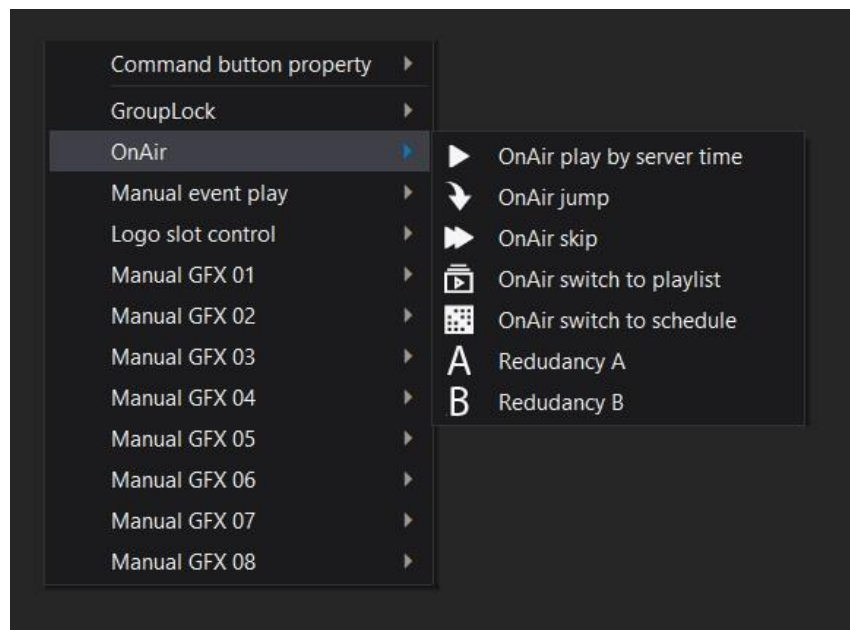 Command button property
GroupLock
OnAir
Manual event play
Logo slot control
Manual GFX 01
Manual GFX 02
Manual GFX 03
Manual GFX 04
Manual GFX 05
Manual GFX 06
Manual GFX 07
Manual GFX 08
OnAir play by server time
OnAir jump
OnAir skip
OnAir switch to playlist
OnAir switch to schedule
A Redudancy A
B Redudancy B